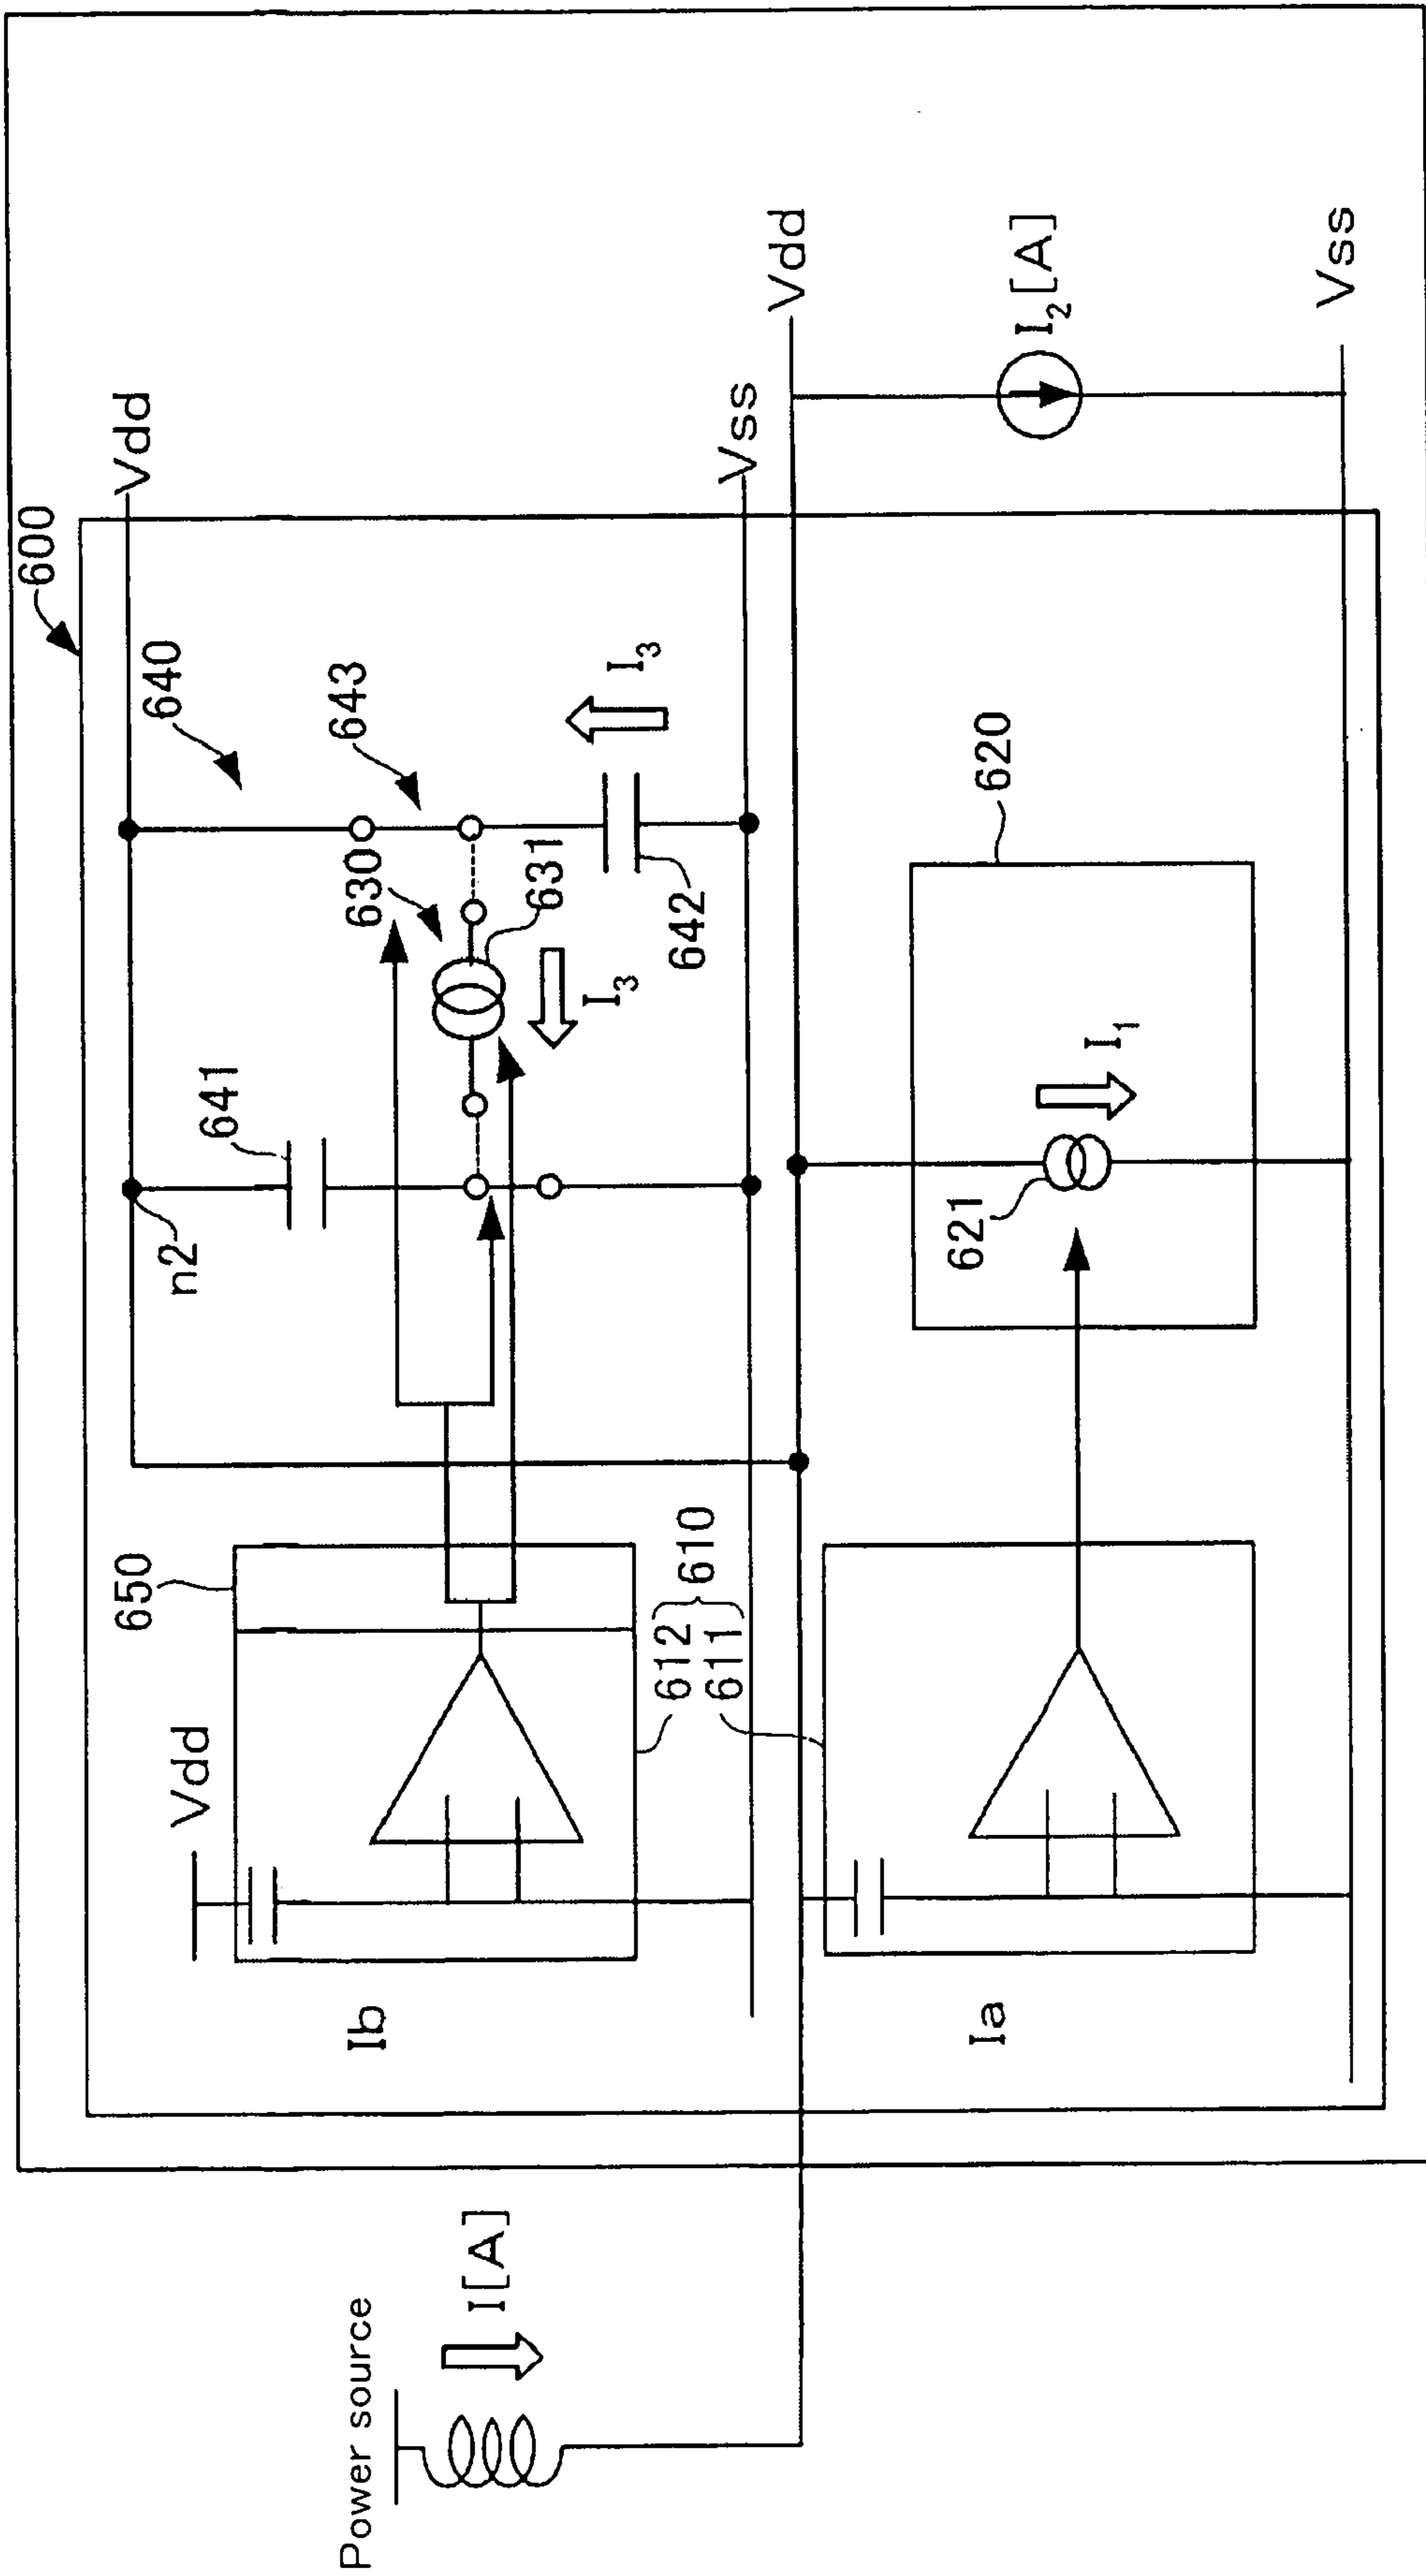 600
Vdd
640
643
I3
630
631
641
n2
642
I3
Vss
Vdd
650
Vdd
612
611
610
Ib
620
I2[A]
Vss
I1
621
Ia
Power source
I[A]